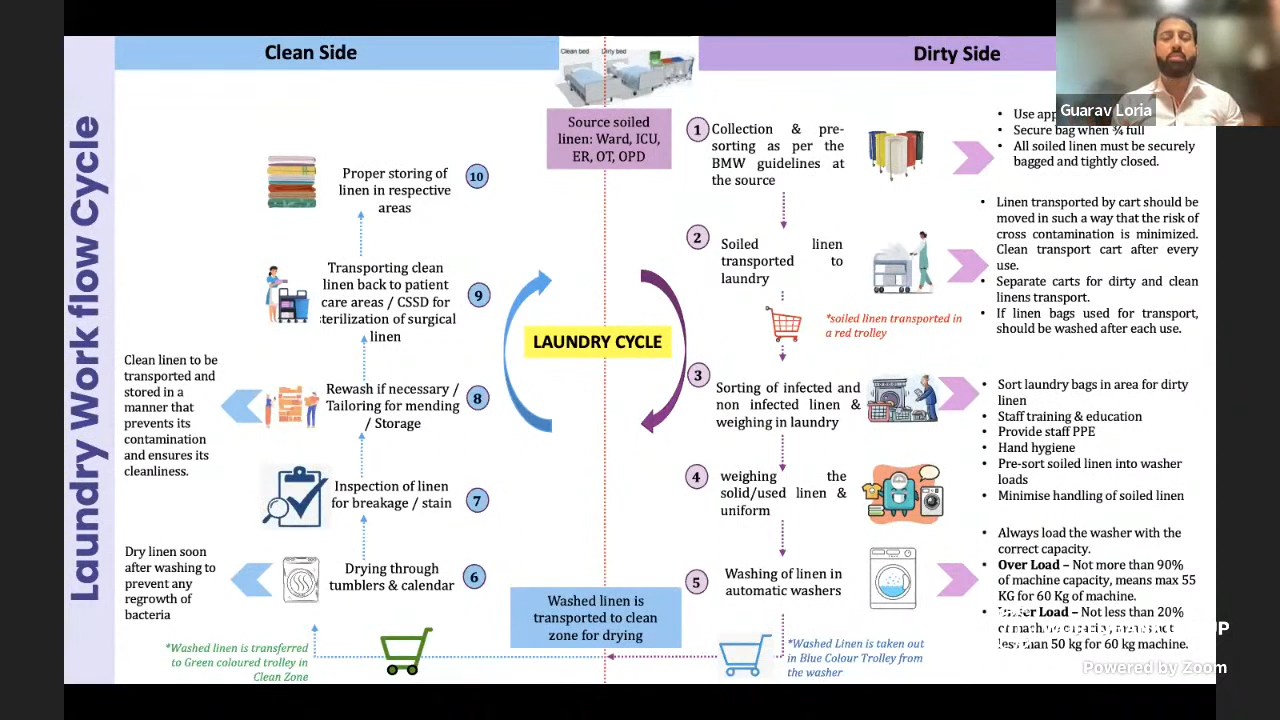 Clean Side
Dirty Side
Clean bed
Dirty bed
Guarav Loria
Laundry Work flow Cycle
Source soiled
linen: Ward, ICU,
ER, OT, OPD
1
Collection & pre-
sorting as per the
BMW guidelines at
the source
• Use
• Secure bag when ¾ full
• All soiled linen must be securely
bagged and tightly closed.
2
Soiled linen
transported to
laundry
• Linen transported by cart should be
moved in such a way that the risk of
cross contamination is minimized.
Clean transport cart after every
use.
• Separate carts for dirty and clean
linens transport.
• If linen bags used for transport,
should be washed after each use.
*soiled linen transported in
a red trolley
LAUNDRY CYCLE
3
Sorting of infected and
non infected linen &
weighing in laundry
• Sort laundry bags in area for dirty
linen
• Staff training & education
• Provide staff PPE
• Hand hygiene
• Pre-sort soiled linen into washer
loads
• Minimise handling of soiled linen
4
weighing the
solid/used linen &
uniform
5
Washing of linen in
automatic washers
• Always load the washer with the
correct capacity.
• Over Load – Not more than 90%
of machine capacity, means max 55
KG for 60 Kg of machine.
Load – Not less than 20%
less than 50 kg for 60 kg machine.
*Washed Linen is taken out
in Blue Colour Trolley from
the washer
Washed linen is
transported to clean
zone for drying
*Washed linen is transferred
to Green coloured trolley in
Clean Zone
6
Drying through
tumblers & calendar
Dry linen soon
after washing to
prevent any
regrowth of
bacteria
7
Inspection of linen
for breakage / stain
8
Rewash if necessary /
Tailoring for mending
/ Storage
Clean linen to be
transported and
stored in a
manner that
prevents its
contamination
and ensures its
cleanliness.
9
Transporting clean
linen back to patient
care areas / CSSD for
sterilization of surgical
linen
10
Proper storing of
linen in respective
areas
Powered by Zoom